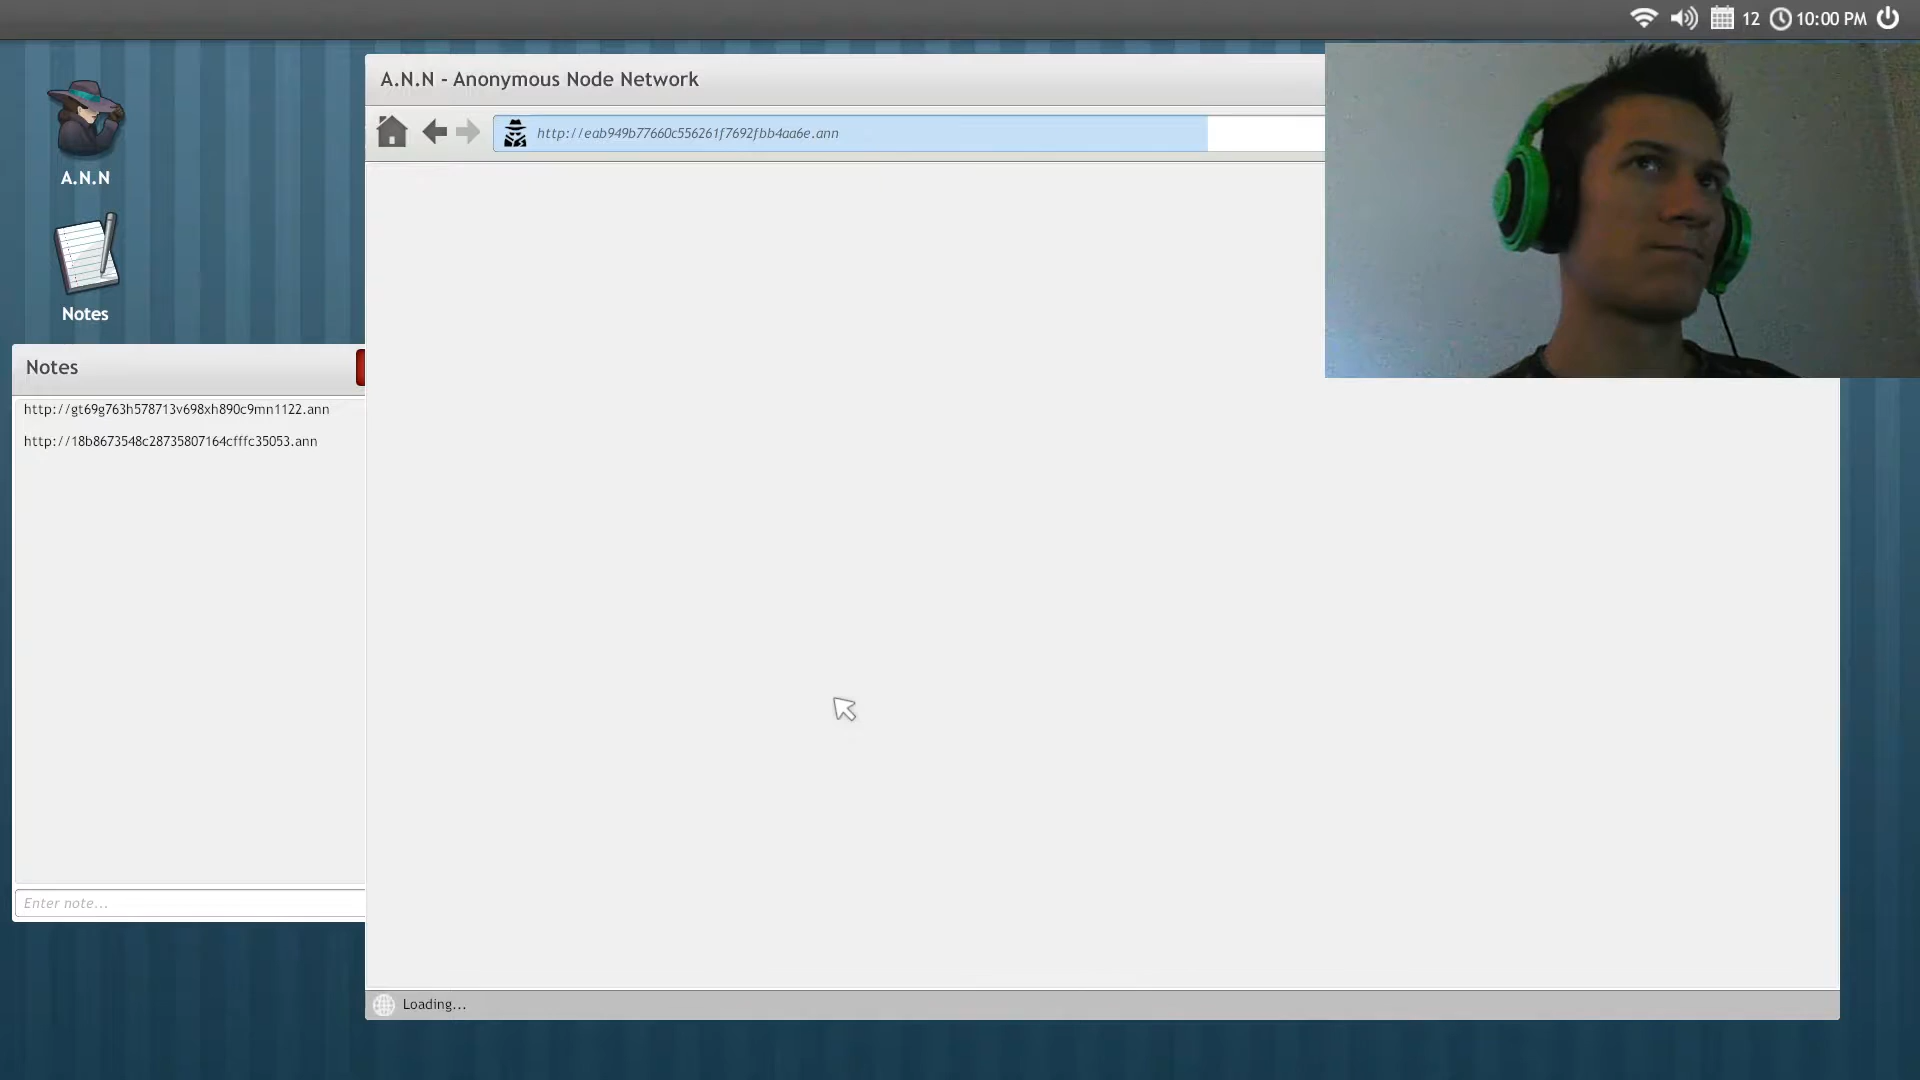 12 10:00 PM
A.N.N - Anonymous Node Network
http://eab949b77660c556261f7692fbb4aa6e.ann
A.N.N
Notes
Notes
http://gt69g763h578713v698xh890c9mn1122.ann
http://18b8673548c28735807164cfffc35053.ann
Enter note...
Loading...